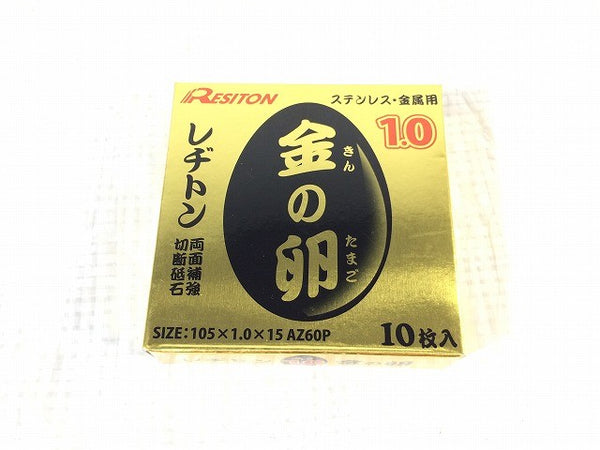 RESITON
ステンレス・金属用
1.0
レヂトン
両面補強
切断砥石
金の卵
きん
たまご
SIZE:105×1.0×15 AZ60P
10枚入